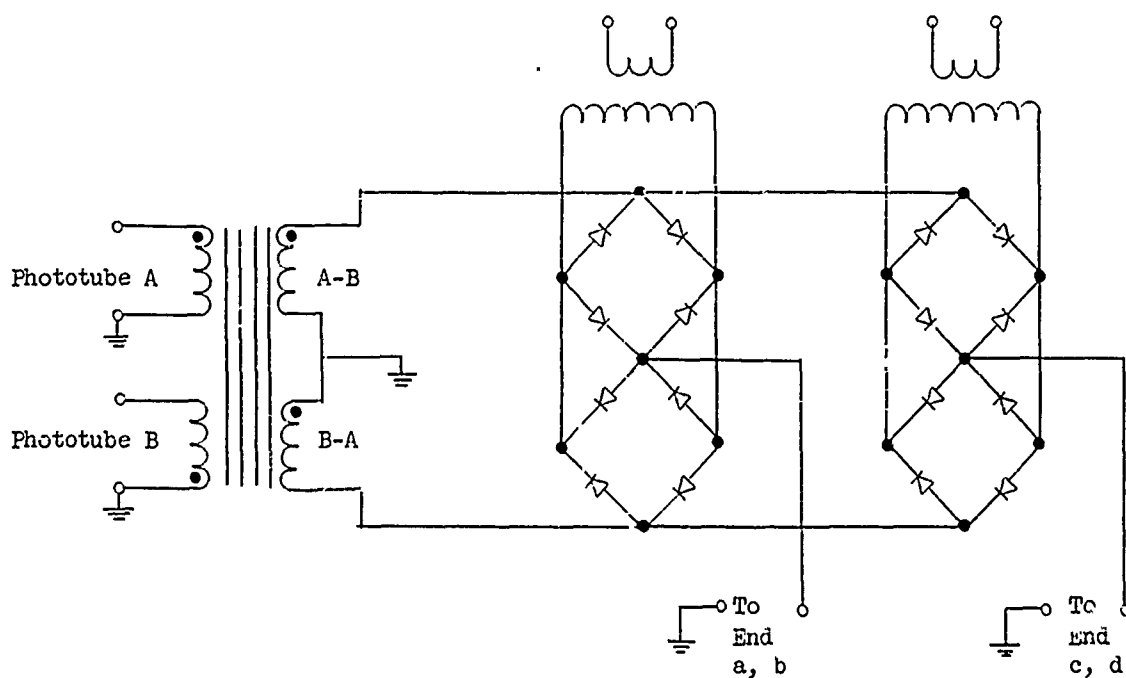 Phototube A
A-B
Phototube B
B-A
To
End
a, b
To
End
c, d